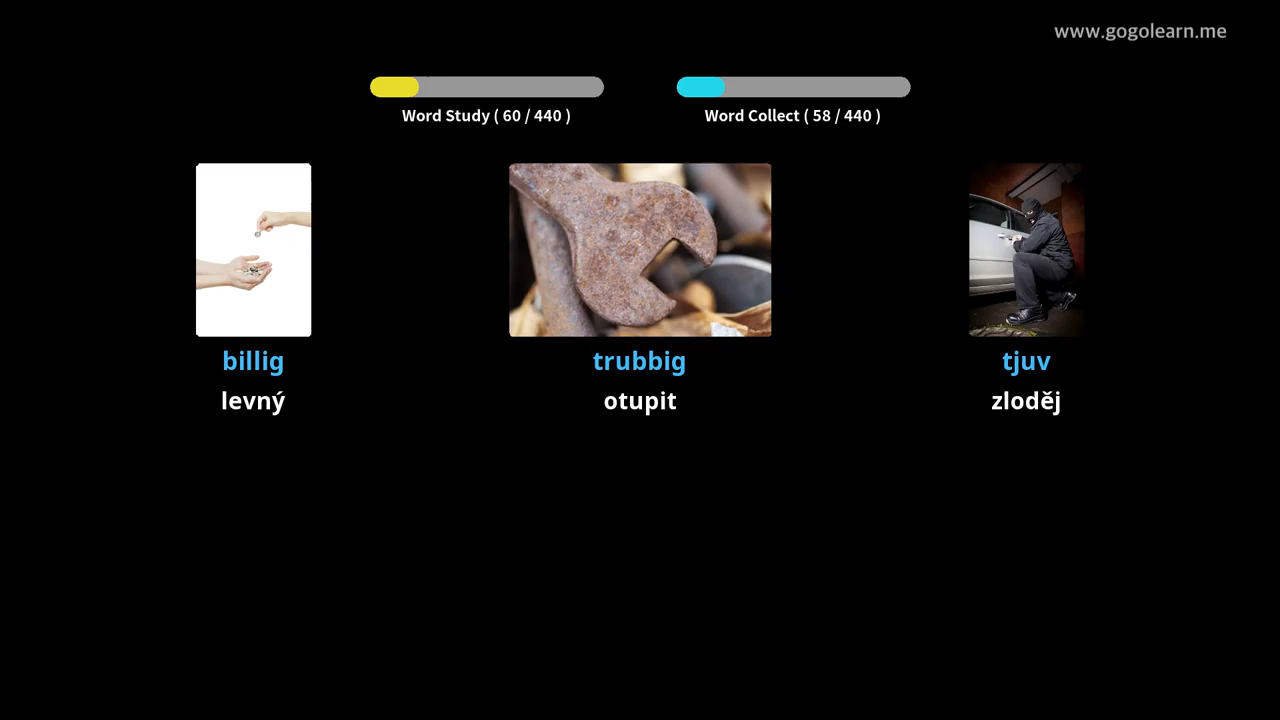 www.gogolearn.me
Word Study ( 60 / 440 )
Word Collect ( 58 / 440 )
billig
levný
trubbig
otupit
tjuv
zloděj